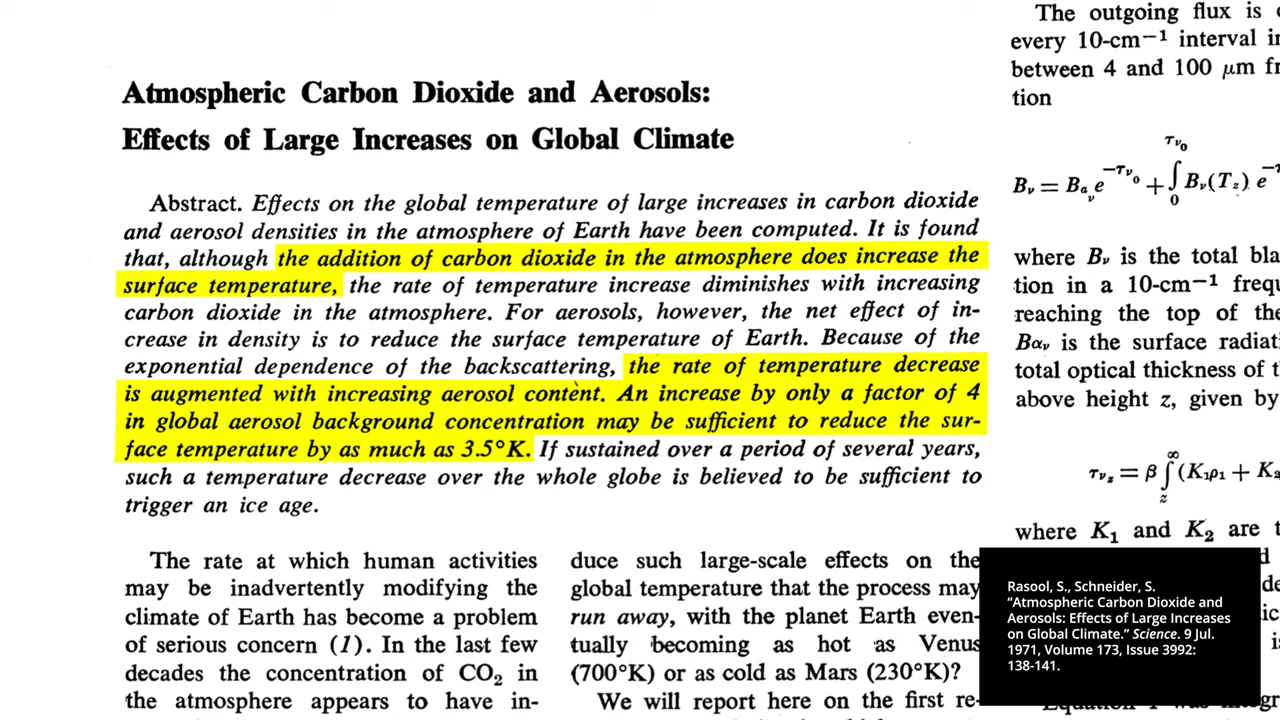 Atmospheric Carbon Dioxide and Aerosols:
Effects of Large Increases on Global Climate
Abstract. Effects on the global temperature of large increases in carbon dioxide
and aerosol densities in the atmosphere of Earth have been computed. It is found
that, although the addition of carbon dioxide in the atmosphere does increase the
surface temperature, the rate of temperature increase diminishes with increasing
carbon dioxide in the atmosphere. For aerosols, however, the net effect of in-
crease in density is to reduce the surface temperature of Earth. Because of the
exponential dependence of the backscattering, the rate of temperature decrease
is augmented with increasing aerosol content. An increase by only a factor of 4
in global aerosol background concentration may be sufficient to reduce the sur-
face temperature by as much as 3.5°K. If sustained over a period of several years,
such a temperature decrease over the whole globe is believed to be sufficient to
trigger an ice age.
The rate at which human activities
may be inadvertently modifying the
climate of Earth has become a problem
of serious concern (1). In the last few
decades the concentration of CO₂ in
the atmosphere appears to have in-
duce such large-scale effects on the
global temperature that the process may
run away, with the planet Earth even-
tually becoming as hot as Venus
(700°K) or as cold as Mars (230°K)?
We will report here on the first re-
The outgoing flux is
every 10-cm⁻¹ interval
between 4 and 100 μm
tion
where Bν is the total
tion in a 10-cm⁻¹
reaching the top of the
Bαν is the surface
total optical thickness of
above height z, given by
where K₁ and K₂ are
Rasool, S., Schneider, S.
“Atmospheric Carbon Dioxide and
Aerosols: Effects of Large Increases
on Global Climate.” Science. 9 Jul.
1971, Volume 173, Issue 3992:
138-141.